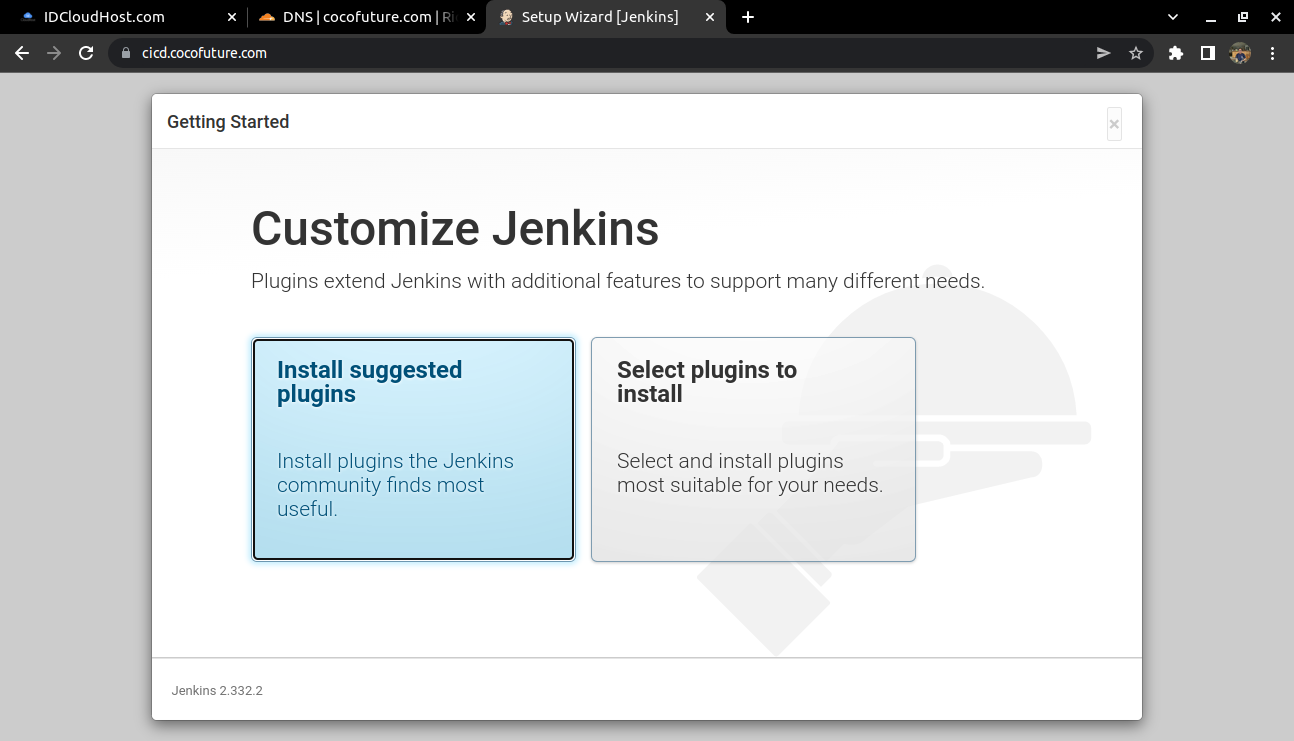 IDCloudHost.com
DNS | cocofuture.com |
Setup Wizard [Jenkins]
cicd.cocofuture.com
Getting Started
Customize Jenkins
Plugins extend Jenkins with additional features to support many different needs.
Install suggested
plugins
Install plugins the Jenkins
community finds most
useful.
Select plugins to
install
Select and install plugins
most suitable for your needs.
Jenkins 2.332.2